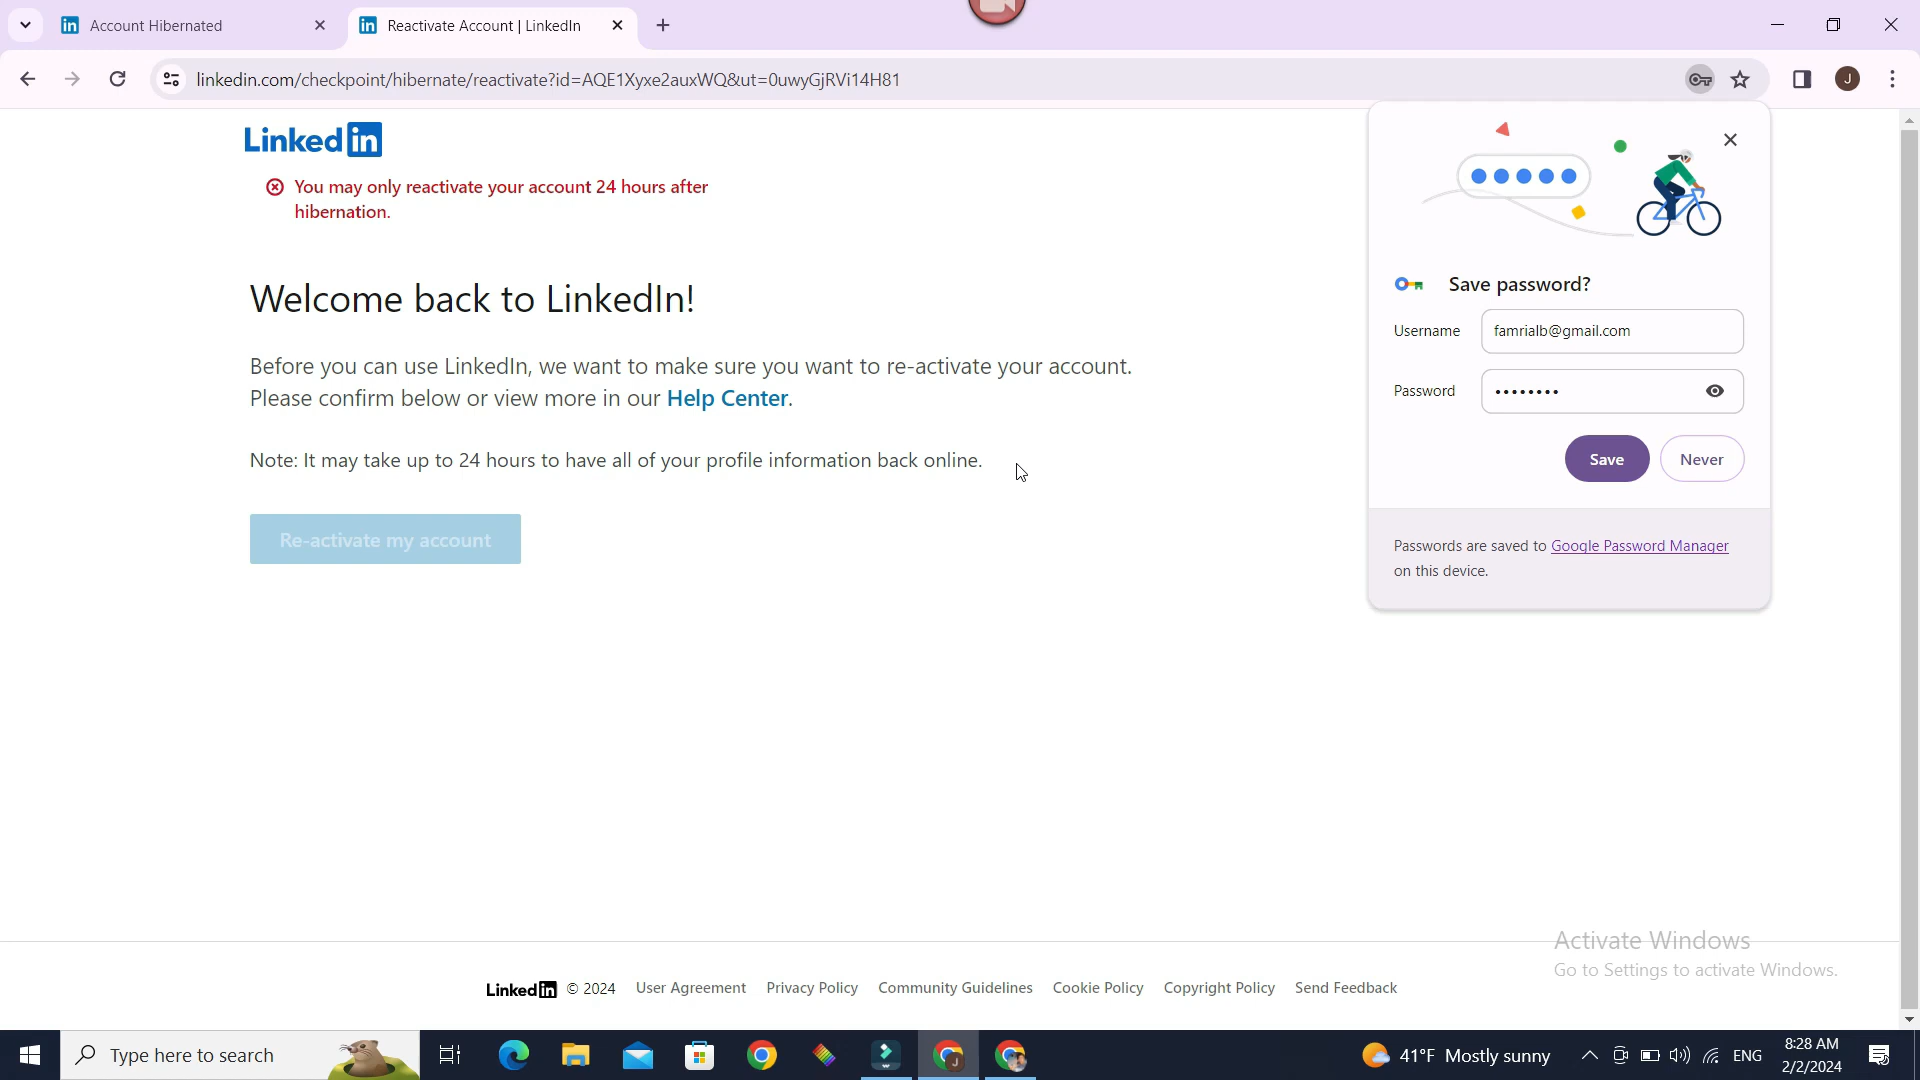 Account Hibernated
Reactivate Account | LinkedIn
linkedin.com/checkpoint/hibernate/reactivate?id=AQE1Xyxe2auxWQ&ut=0uwyGjRVi14H81
J
Linked in
You may only reactivate your account 24 hours after
hibernation.
Welcome back to LinkedIn!
Before you can use LinkedIn, we want to make sure you want to re-activate your account.
Please confirm below or view more in our Help Center.
Note: It may take up to 24 hours to have all of your profile information back online.
Re-activate my account
Save password?
Username famrialb@gmail.com
Password ••••••••
Save Never
Passwords are saved to Google Password Manager
on this device.
Activate Windows
Go to Settings to activate Windows.
Linked in © 2024 User Agreement Privacy Policy Community Guidelines Cookie Policy Copyright Policy Send Feedback
Type here to search
41°F Mostly sunny
ENG
8:28 AM
2/2/2024